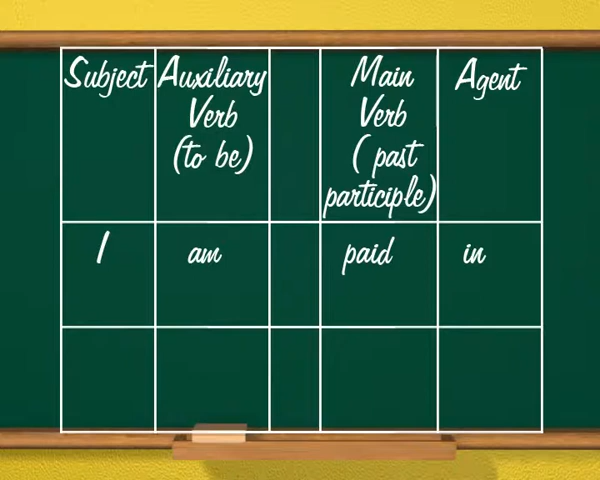 Subject Auxiliary Verb (to be) Main Verb ( past participle) Agent
I am paid in